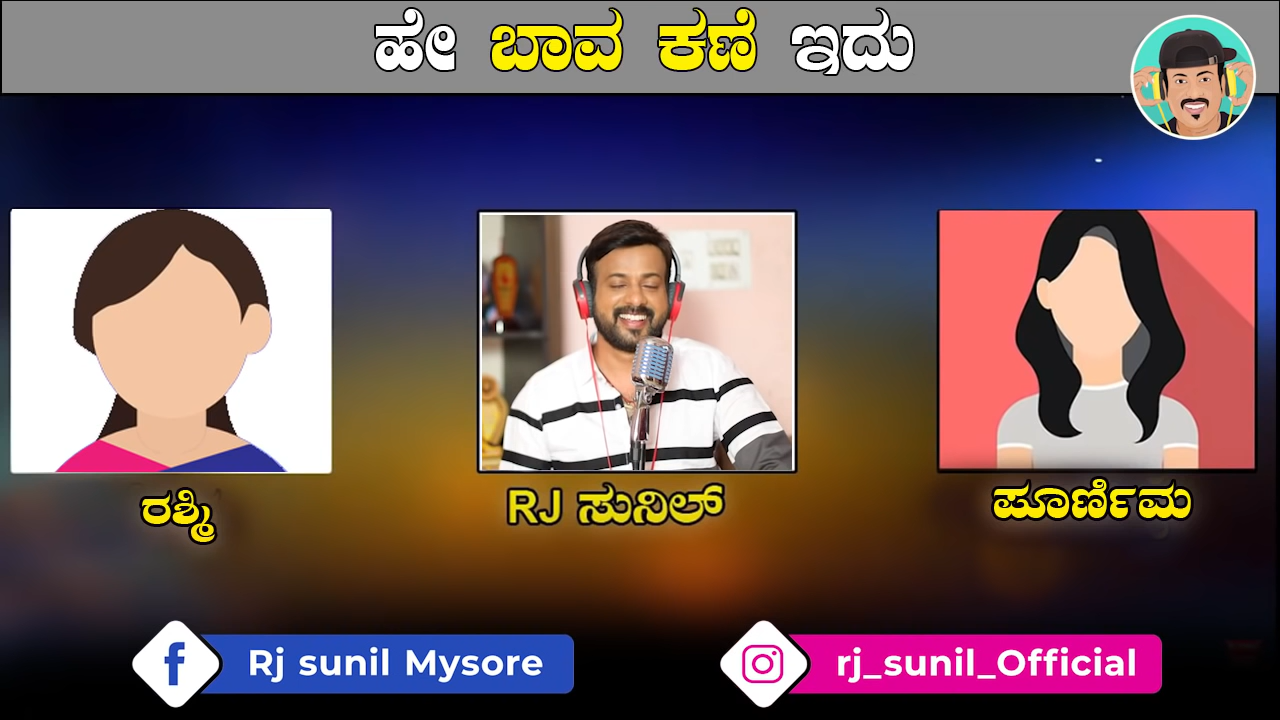 ಹೇ ಬಾವ ಕಣೆ ಇದು
ರಶ್ಮಿ
RJ ಸುನಿಲ್
ಪೂರ್ಣಿಮ
Rj sunil Mysore
rj_sunil_Official